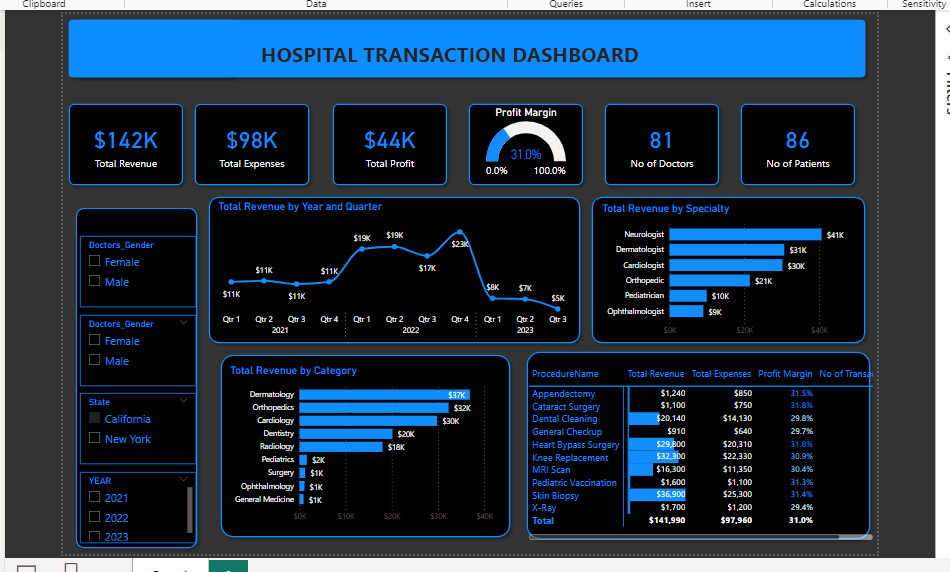 Clipboard Data Queries Insert Calculations Sensitivity
HOSPITAL TRANSACTION DASHBOARD
$142K
Total Revenue
$98K
Total Expenses
$44K
Total Profit
Profit Margin
31.0%
0.0% 100.0%
81
No of Doctors
86
No of Patients
Doctors_Gender
Female
Male
Doctors_Gender
Female
Male
State
California
New York
YEAR
2021
2022
2023
Total Revenue by Year and Quarter
$11K $11K $11K $11K $19K $19K $17K $23K $8K $7K $5K
Qtr 1 Qtr 2 Qtr 3 Qtr 4 Qtr 1 Qtr 2 Qtr 3 Qtr 4 Qtr 1 Qtr 2 Qtr 3
2021 2022 2023
Total Revenue by Specialty
Neurologist $41K
Dermatologist $31K
Cardiologist $30K
Orthopedic $21K
Pediatrician $10K
Ophthalmologist $9K
$0K $20K $40K
Total Revenue by Category
Dermatology $37K
Orthopedics $32K
Cardiology $30K
Dentistry $20K
Radiology $18K
Pediatrics $2K
Surgery $1K
Ophthalmology $1K
General Medicine $1K
$0K $10K $20K $30K $40K
ProcedureName Total Revenue Total Expenses Profit Margin No of Transa
Appendectomy $1,240 $850 31.5%
Cataract Surgery $1,100 $750 31.8%
Dental Cleaning $20,140 $14,130 29.8%
General Checkup $910 $640 29.7%
Heart Bypass Surgery $29,800 $20,310 31.8%
Knee Replacement $32,300 $22,330 30.9%
MRI Scan $16,300 $11,350 30.4%
Pediatric Vaccination $1,600 $1,100 31.3%
Skin Biopsy $36,900 $25,300 31.4%
X-Ray $1,700 $1,200 29.4%
Total $141,990 $97,960 31.0%